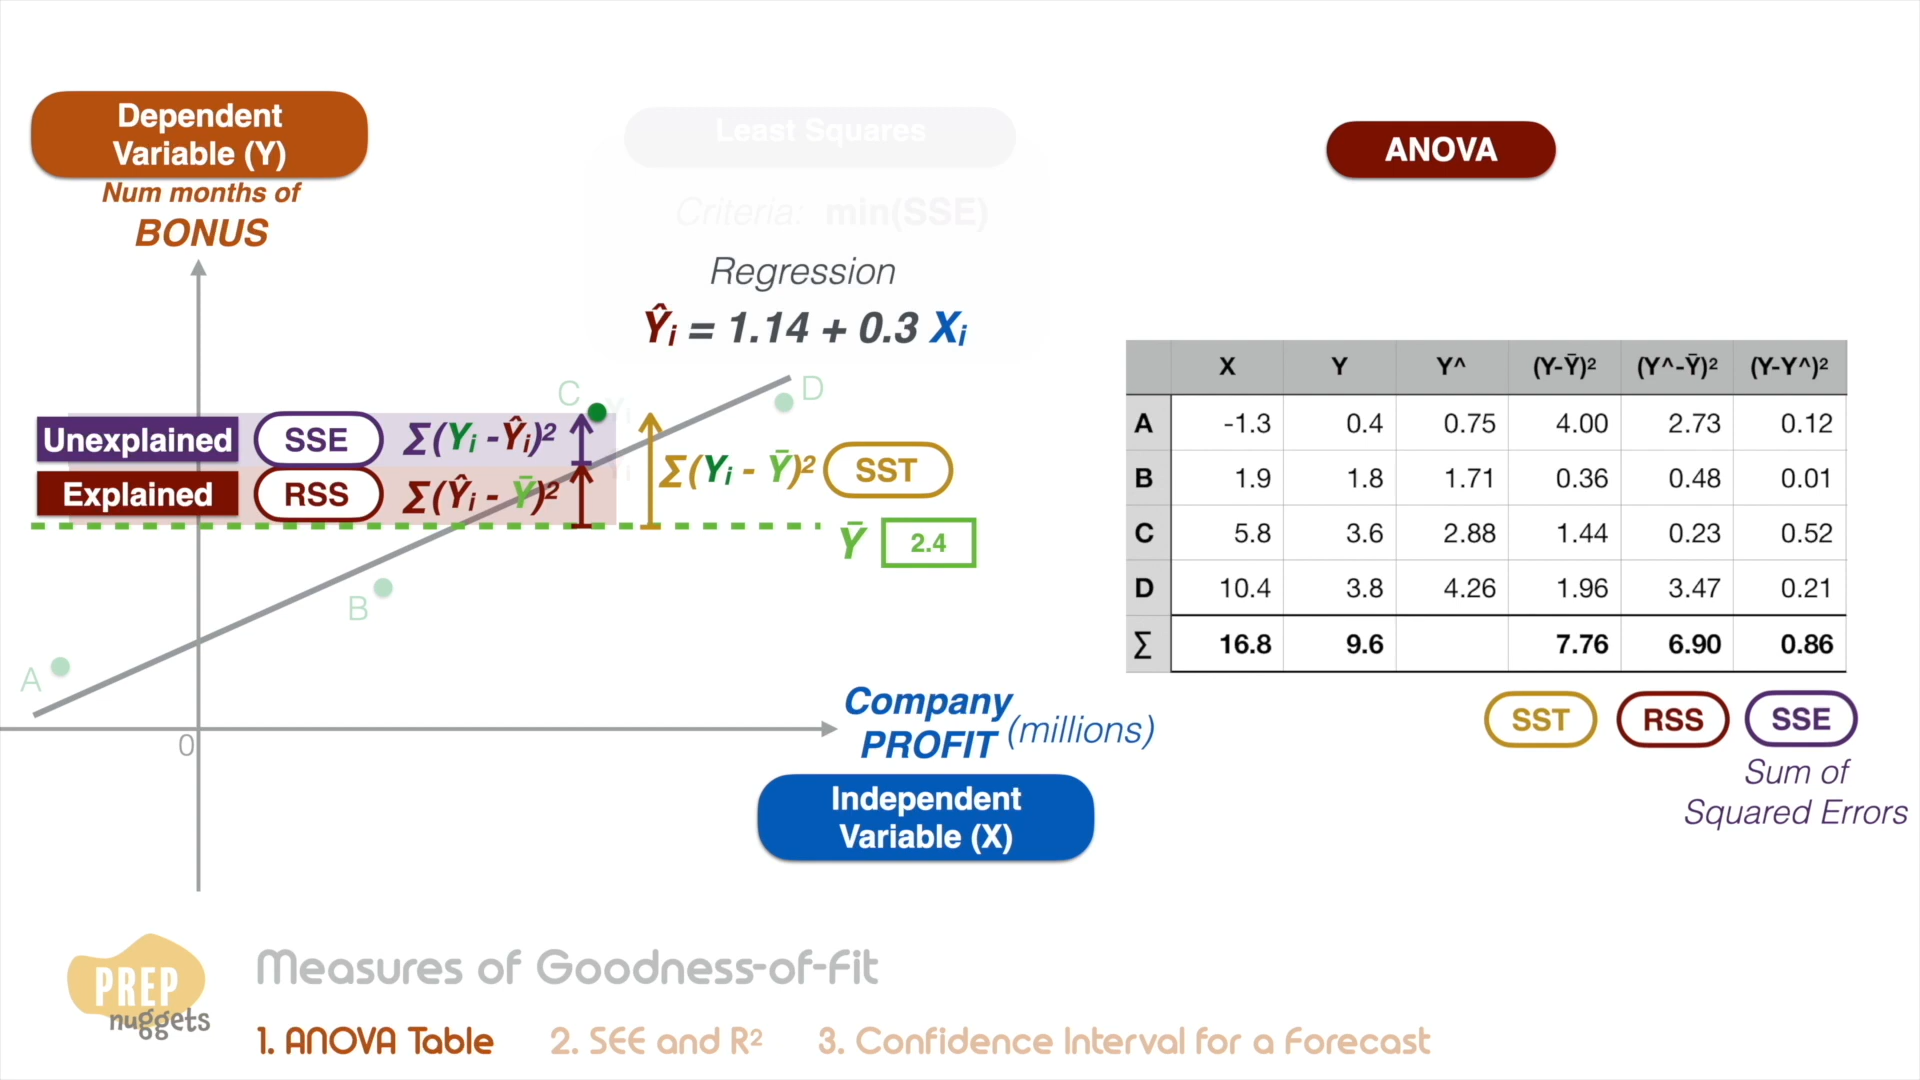 Dependent
Variable (Y)
Num months of
BONUS
Least Squares
Criteria: min(SSE)
Regression
Ŷi = 1.14 + 0.3 Xi
ANOVA
C
D
Unexplained SSE Σ(Yi -Ŷi)²
Explained RSS Σ(Ŷi - Ȳ)²
Σ(Yi - Ȳ)² SST
Ȳ 2.4
B
A
0
Company
PROFIT (millions)
Independent
Variable (X)
X Y Y^ (Y-Ȳ)² (Y^-Ȳ)² (Y-Y^)²
A -1.3 0.4 0.75 4.00 2.73 0.12
B 1.9 1.8 1.71 0.36 0.48 0.01
C 5.8 3.6 2.88 1.44 0.23 0.52
D 10.4 3.8 4.26 1.96 3.47 0.21
Σ 16.8 9.6 7.76 6.90 0.86
SST RSS SSE
Sum of
Squared Errors
PREP
nuggets
Measures of Goodness-of-Fit
1. ANOVA Table 2. SEE and R² 3. Confidence Interval for a Forecast